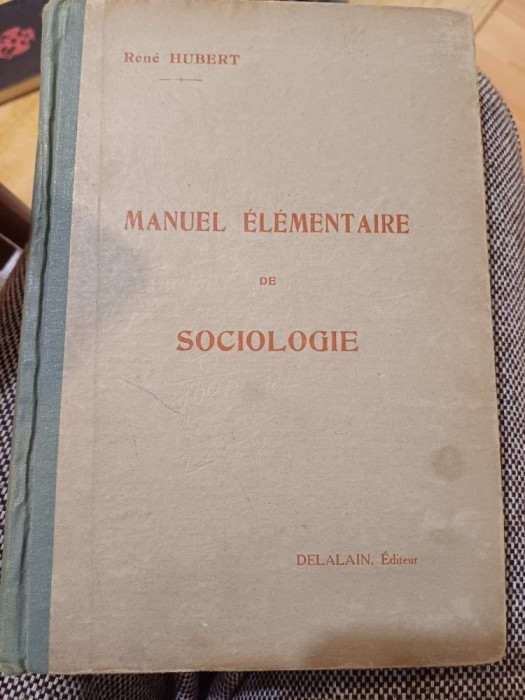 René HUBERT
MANUEL ÉLÉMENTAIRE
DE
SOCIOLOGIE
DELALAIN, Éditeur